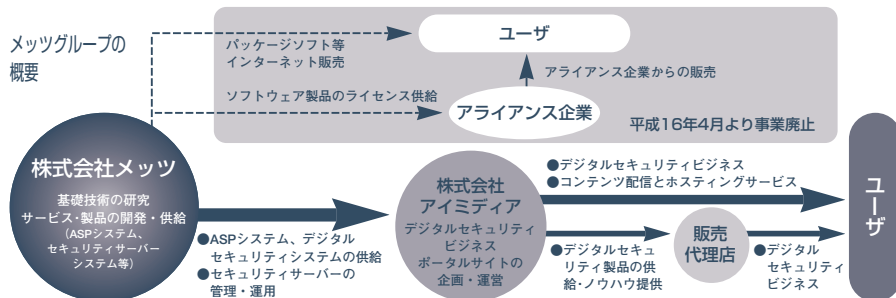 メッツグループの
概要
パッケージソフト等
インターネット販売
ユーザ
アライアンス企業からの販売
ソフトウェア製品のライセンス供給
アライアンス企業
平成16年4月より事業廃止
株式会社メッツ
基礎技術の研究
サービス・製品の開発・供給
(ASPシステム、
セキュリティサーバー
システム等)
●ASPシステム、デジタル
セキュリティシステムの供給
●セキュリティサーバーの
管理・運用
株式会社
アイミディア
デジタルセキュリティ
ビジネス
ポータルサイトの
企画・運営
●デジタルセキュリティビジネス
●コンテンツ配信とホスティングサービス
●デジタルセキュ
リティ製品の供
給・ノウハウ提供
販売
代理店
●デジタル
セキュリティ
ビジネス
ユーザ